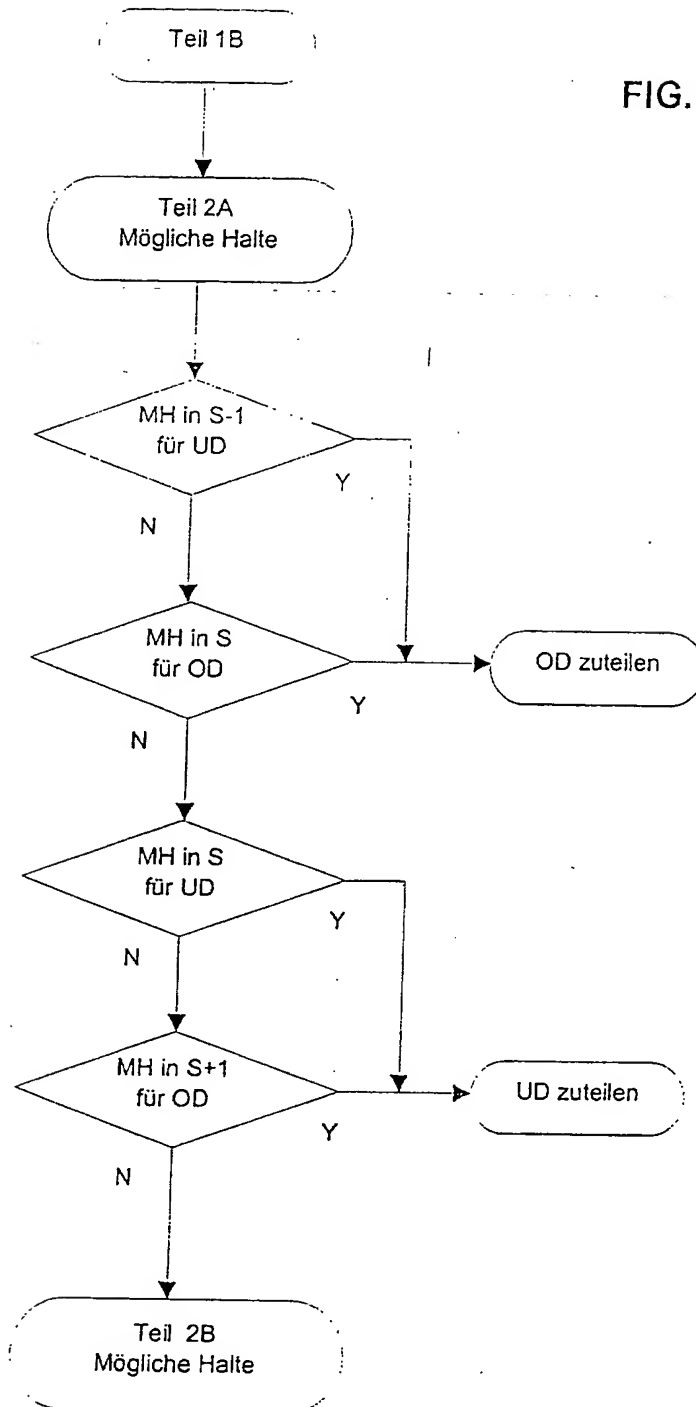 Teil 1B
FIG.
Teil 2A
Mögliche Halte
MH in S-1
für UD
Y
N
MH in S
für OD
Y
OD zuteilen
N
MH in S
für UD
Y
N
MH in S+1
für OD
Y
UD zuteilen
N
Teil 2B
Mögliche Halte